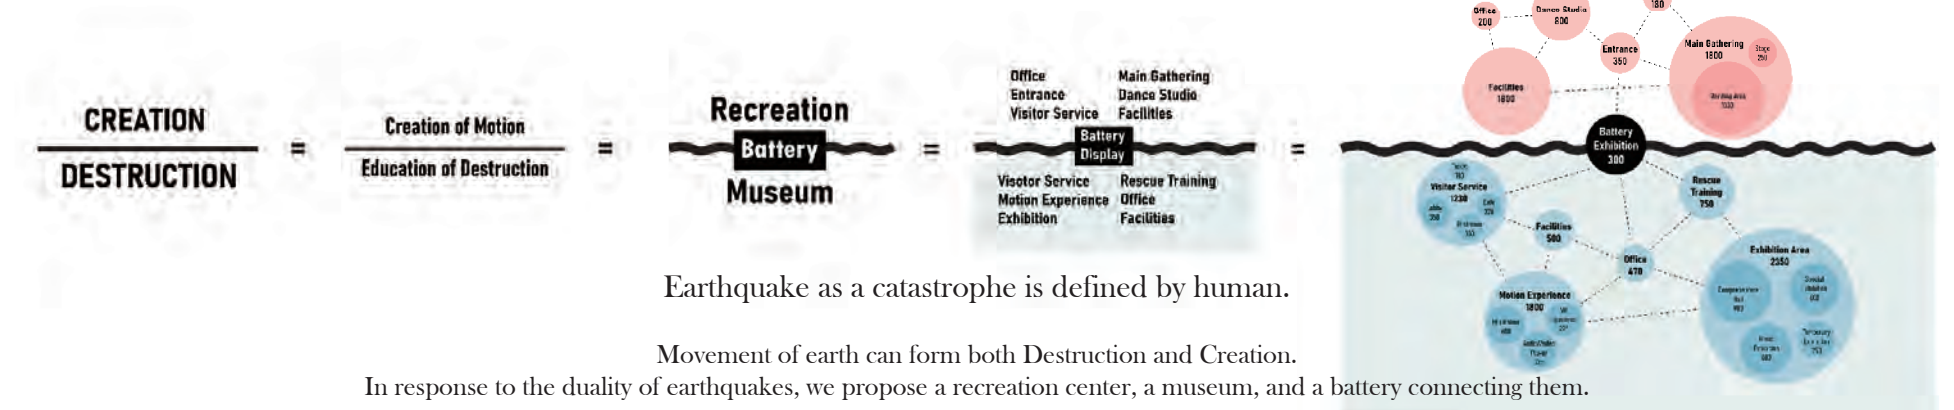 CREATION
DESTRUCTION
=
Creation of Motion
Education of Destruction
=
Recreation
Battery
Museum
=
Office Main Gathering
Entrance Dance Studio
Visitor Service Facilities
Battery
Display
Visotor Service Rescue Training
Motion Experience Office
Exhibition Facilities
=
Office
200
Dance Studio
800
180
Entrance
350
Main Gathering
1800
Stage
250
Facilities
1800
Battery
Exhibition
300
Visitor Service
1230
Rescue
Training
750
Facilities
500
Office
470
Exhibition Area
2350
Motion Experience
1800
Earthquake as a catastrophe is defined by human.
Movement of earth can form both Destruction and Creation.
In response to the duality of earthquakes, we propose a recreation center, a museum, and a battery connecting them.